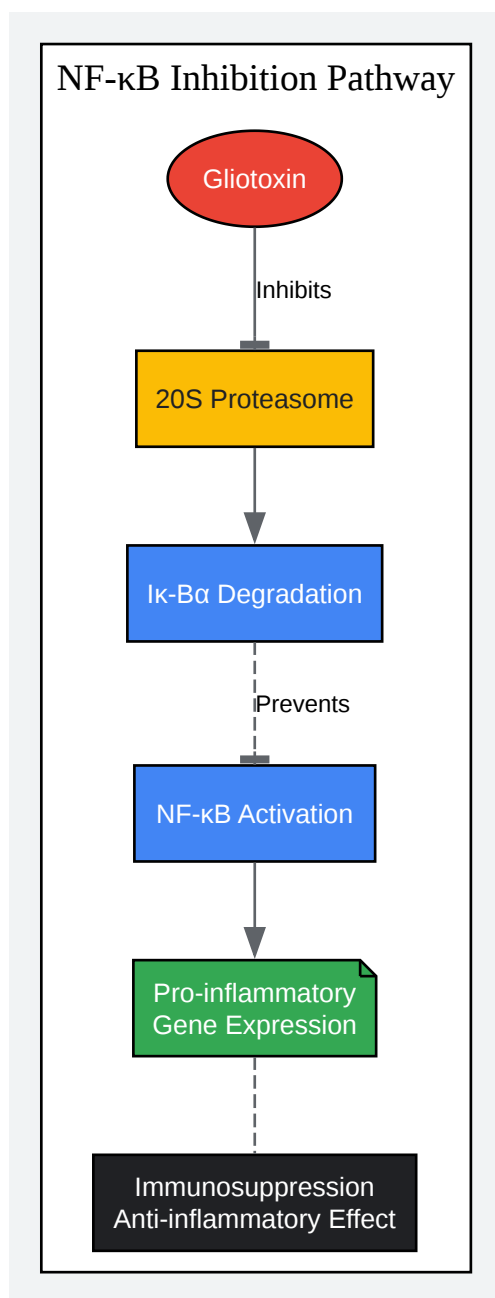 NF-κB Inhibition Pathway
Gliotoxin
Inhibits
20S Proteasome
Iκ-Bα Degradation
Prevents
NF-κB Activation
Pro-inflammatory
Gene Expression
Immunosuppression
Anti-inflammatory Effect